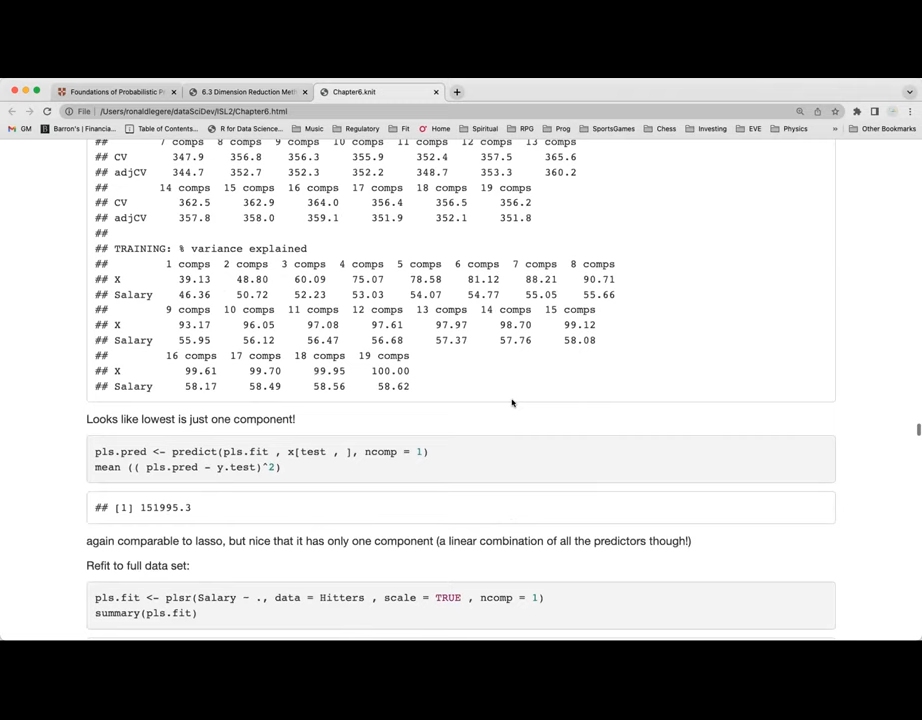 Foundations of Probabilistic P
6.3 Dimension Reduction Meth
Chapter6.knit
File /Users/ronaldlegere/dataSciDev/ISL2/Chapter6.html
GM Barron's | Financia... Table of Contents... R for Data Science... Music Regulatory Fit Home Spiritual RPG Prog SportsGames Chess Investing EVE Physics » Other Bookmarks
## 7 comps 8 comps 9 comps 10 comps 11 comps 12 comps 13 comps
## CV 347.9 356.8 356.3 355.9 352.4 357.5 365.6
## adjCV 344.7 352.7 352.3 352.2 348.7 353.3 360.2
## 14 comps 15 comps 16 comps 17 comps 18 comps 19 comps
## CV 362.5 362.9 364.0 356.4 356.5 356.2
## adjCV 357.8 358.0 359.1 351.9 352.1 351.8
##
## TRAINING: % variance explained
## 1 comps 2 comps 3 comps 4 comps 5 comps 6 comps 7 comps 8 comps
## X 39.13 48.80 60.09 75.07 78.58 81.12 88.21 90.71
## Salary 46.36 50.72 52.23 53.03 54.07 54.77 55.05 55.66
## 9 comps 10 comps 11 comps 12 comps 13 comps 14 comps 15 comps
## X 93.17 96.05 97.08 97.61 97.97 98.70 99.12
## Salary 55.95 56.12 56.47 56.68 57.37 57.76 58.08
## 16 comps 17 comps 18 comps 19 comps
## X 99.61 99.70 99.95 100.00
## Salary 58.17 58.49 58.56 58.62
Looks like lowest is just one component!
pls.pred <- predict(pls.fit , x[test , ], ncomp = 1)
mean (( pls.pred - y.test)^2)
## [1] 151995.3
again comparable to lasso, but nice that it has only one component (a linear combination of all the predictors though!)
Refit to full data set:
pls.fit <- plsr(Salary ~ ., data = Hitters , scale = TRUE , ncomp = 1)
summary(pls.fit)